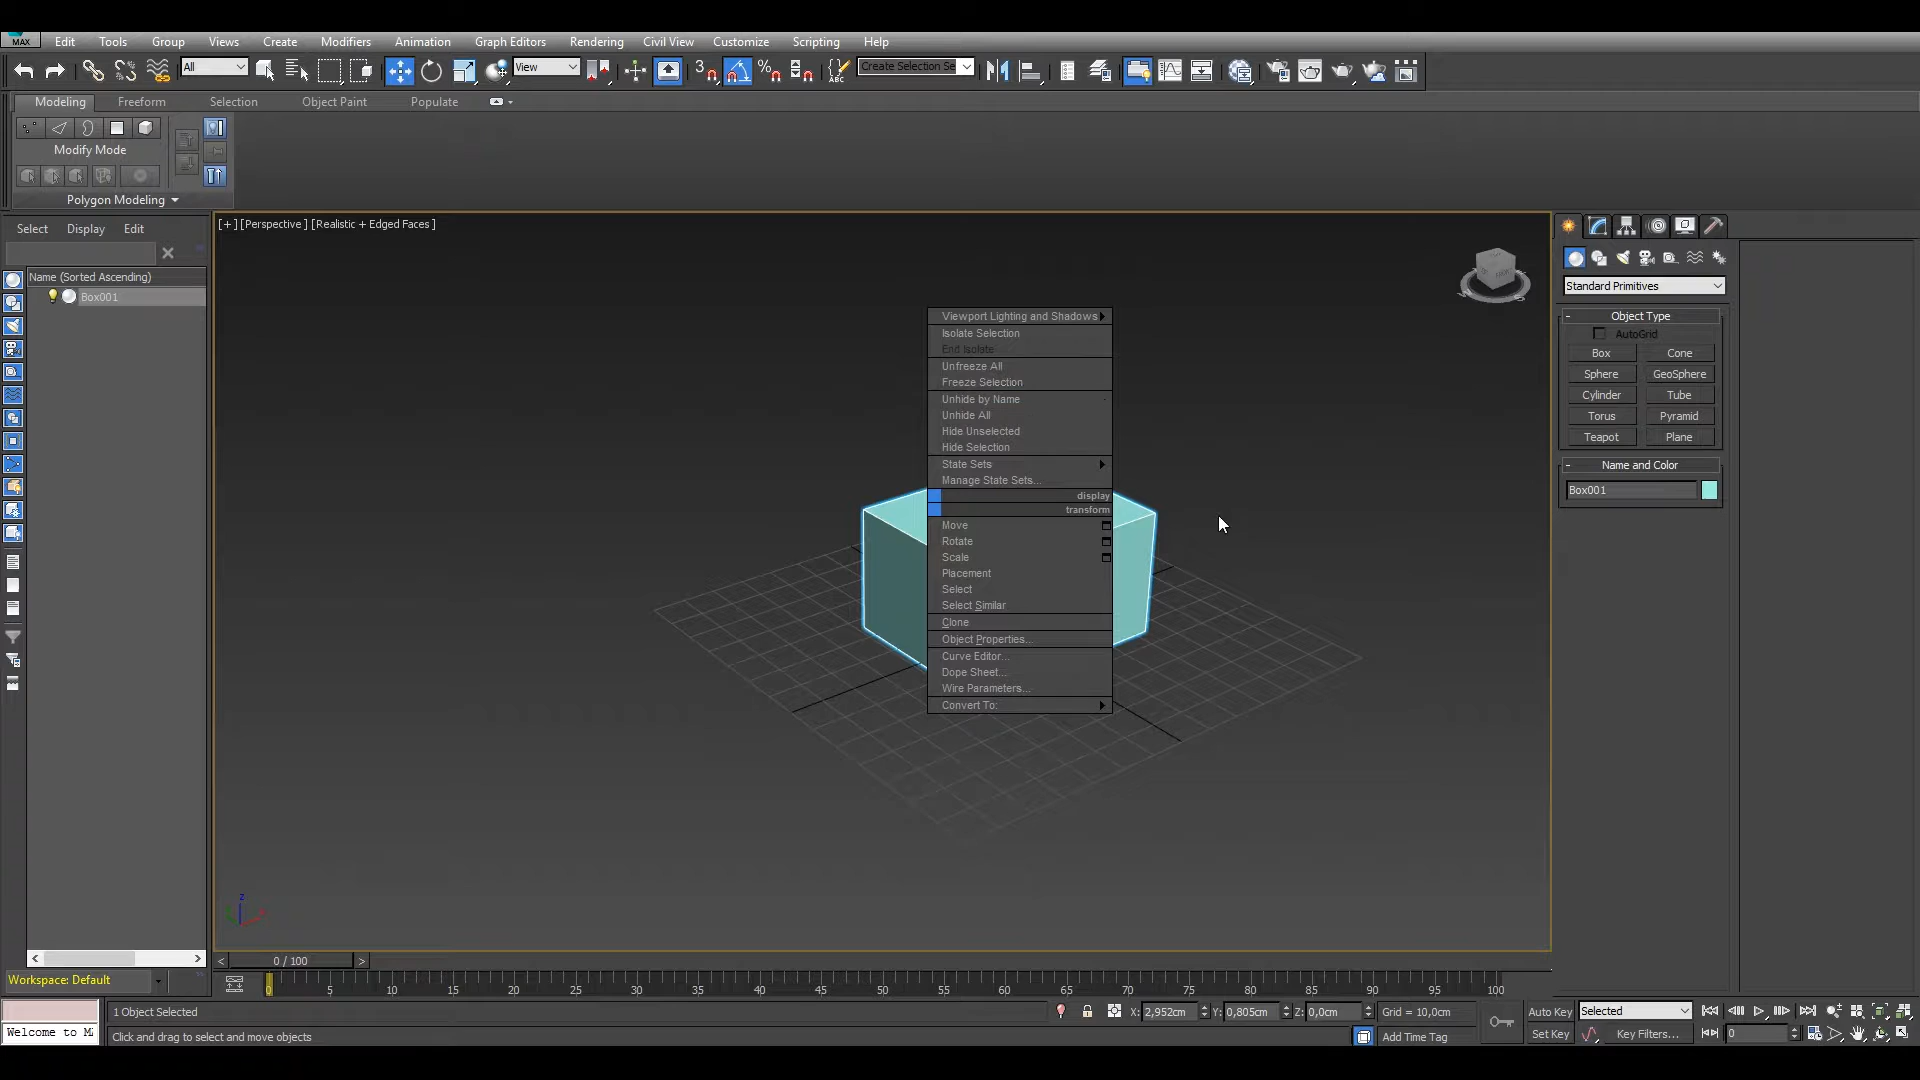 MAX Edit Tools Group Views Create Modifiers Animation Graph Editors Rendering Civil View Customize Scripting Help
All View 3 % ABC Create Selection Se
Modeling Freeform Selection Object Paint Populate
Modify Mode
Polygon Modeling
Select Display Edit
Name (Sorted Ascending)
Box001
[+] [Perspective ] [Realistic + Edged Faces ]
Viewport Lighting and Shadows
Isolate Selection
End Isolate
Unfreeze All
Freeze Selection
Unhide by Name
Unhide All
Hide Unselected
Hide Selection
State Sets
Manage State Sets...
display
transform
Move
Rotate
Scale
Placement
Select
Select Similar
Clone
Object Properties...
Curve Editor...
Dope Sheet...
Wire Parameters...
Convert To:
z
Standard Primitives
- Object Type
AutoGrid
Box Cone
Sphere GeoSphere
Cylinder Tube
Torus Pyramid
Teapot Plane
- Name and Color
Box001
< 0 / 100 >
Workspace: Default
0 5 10 15 20 25 30 35 40 45 50 55 60 65 70 75 80 85 90 95 100
1 Object Selected X: 2,952cm Y: 0,805cm Z: 0,0cm Grid = 10,0cm Auto Key Selected
Welcome to M Click and drag to select and move objects Add Time Tag Set Key Key Filters... 0